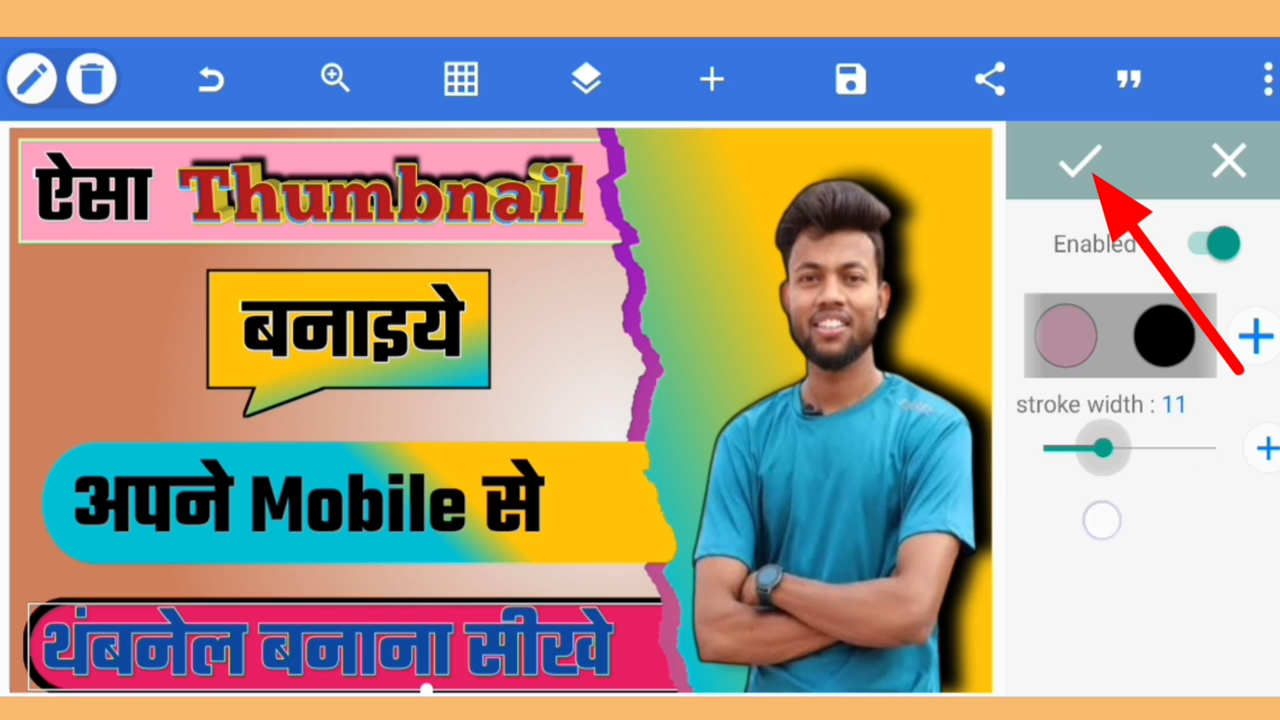 ऐसा Thumbnail
बनाइये
अपने Mobile से
थंबनेल बनाना सीखे
Enabled
stroke width : 11